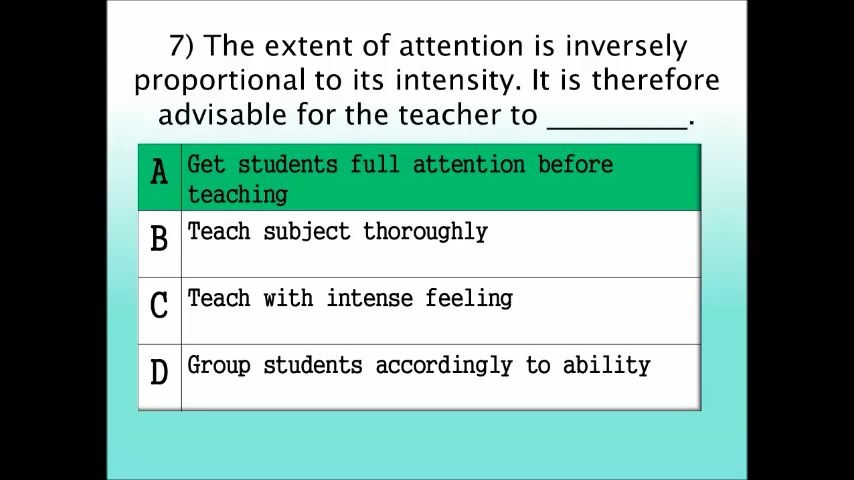 7) The extent of attention is inversely
proportional to its intensity. It is therefore
advisable for the teacher to _________.
A Get students full attention before
teaching
B Teach subject thoroughly
C Teach with intense feeling
D Group students accordingly to ability